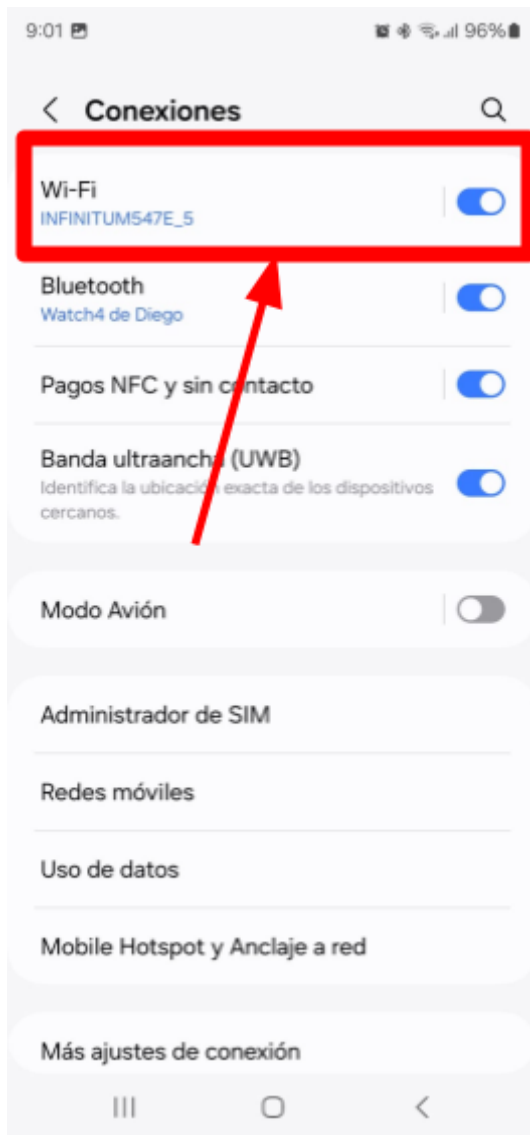 9:01 96%
Conexiones
Wi-Fi
INFINITUM547E_5
Bluetooth
Watch4 de Diego
Pagos NFC y sin contacto
Banda ultraancha (UWB)
Identifica la ubicación exacta de los dispositivos
cercanos.
Modo Avión
Administrador de SIM
Redes móviles
Uso de datos
Mobile Hotspot y Anclaje a red
Más ajustes de conexión